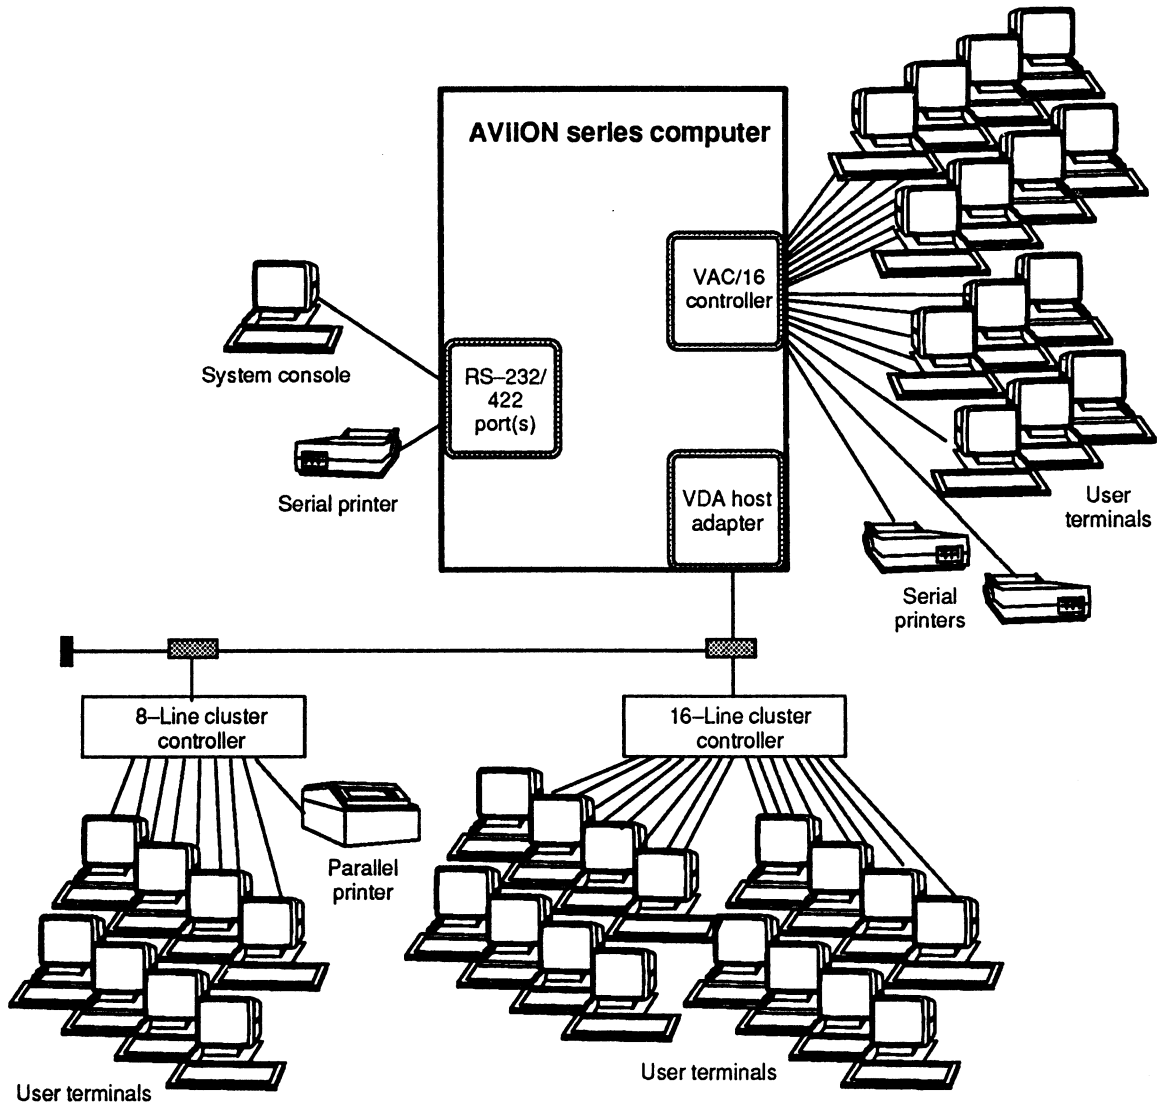 AViiON series computer
VAC/16
controller
System console
RS–232/
422
port(s)
Serial printer
VDA host
adapter
User
terminals
Serial
printers
8–Line cluster
controller
16–Line cluster
controller
Parallel
printer
User terminals
User terminals